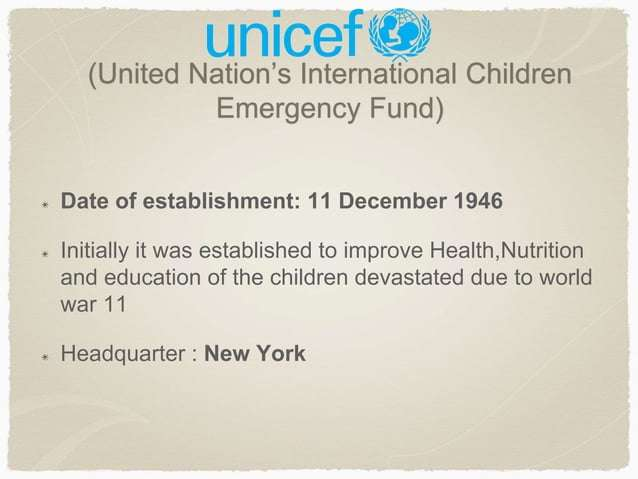 unicef
(United Nation’s International Children
Emergency Fund)
Date of establishment: 11 December 1946
Initially it was established to improve Health,Nutrition
and education of the children devastated due to world
war 11
Headquarter : New York